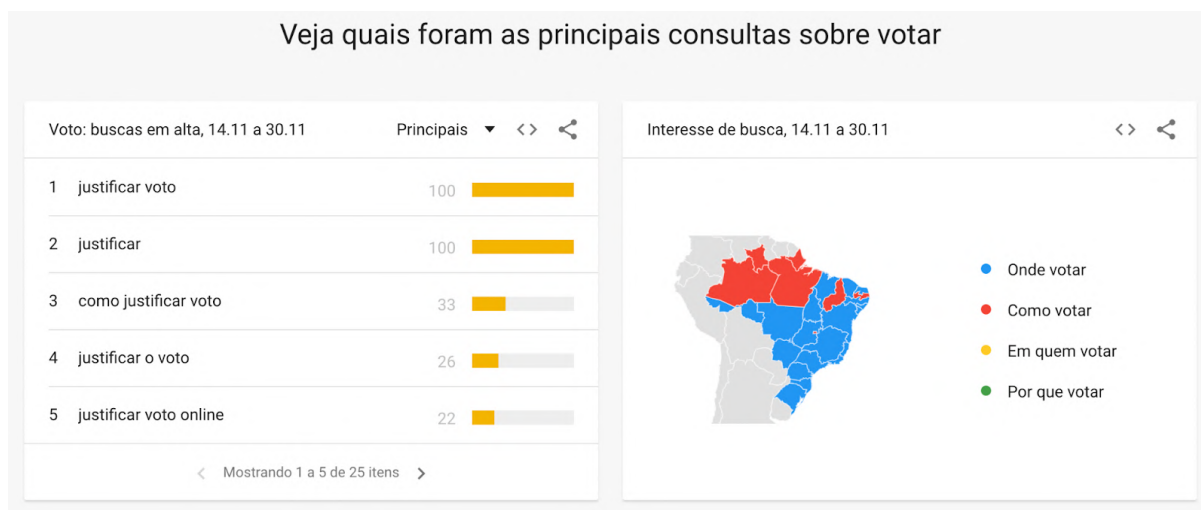 Veja quais foram as principais consultas sobre votar
Voto: buscas em alta, 14.11 a 30.11
Principais
1 justificar voto 100
2 justificar 100
3 como justificar voto 33
4 justificar o voto 26
5 justificar voto online 22
Mostrando 1 a 5 de 25 itens
Interesse de busca, 14.11 a 30.11
Onde votar
Como votar
Em quem votar
Por que votar